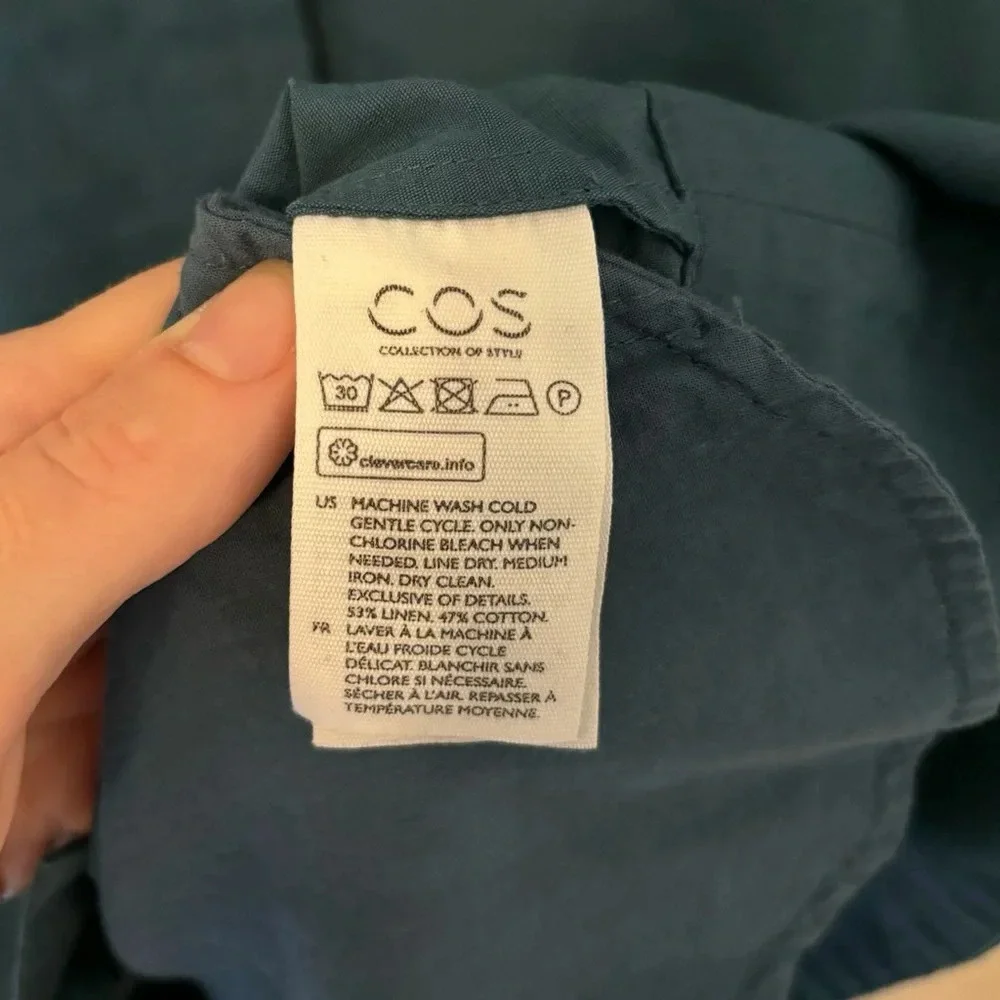 COS
COLLECTION OF STYLE
30 P
clevercare.info
US MACHINE WASH COLD
GENTLE CYCLE. ONLY NON-
CHLORINE BLEACH WHEN
NEEDED. LINE DRY. MEDIUM
IRON. DRY CLEAN.
EXCLUSIVE OF DETAILS.
53% LINEN. 47% COTTON.
FR LAVER À LA MACHINE À
L'EAU FROIDE CYCLE
DÉLICAT. BLANCHIR SANS
CHLORE SI NÉCESSAIRE.
SÉCHER À L'AIR. REPASSER À
TEMPÉRATURE MOYENNE.